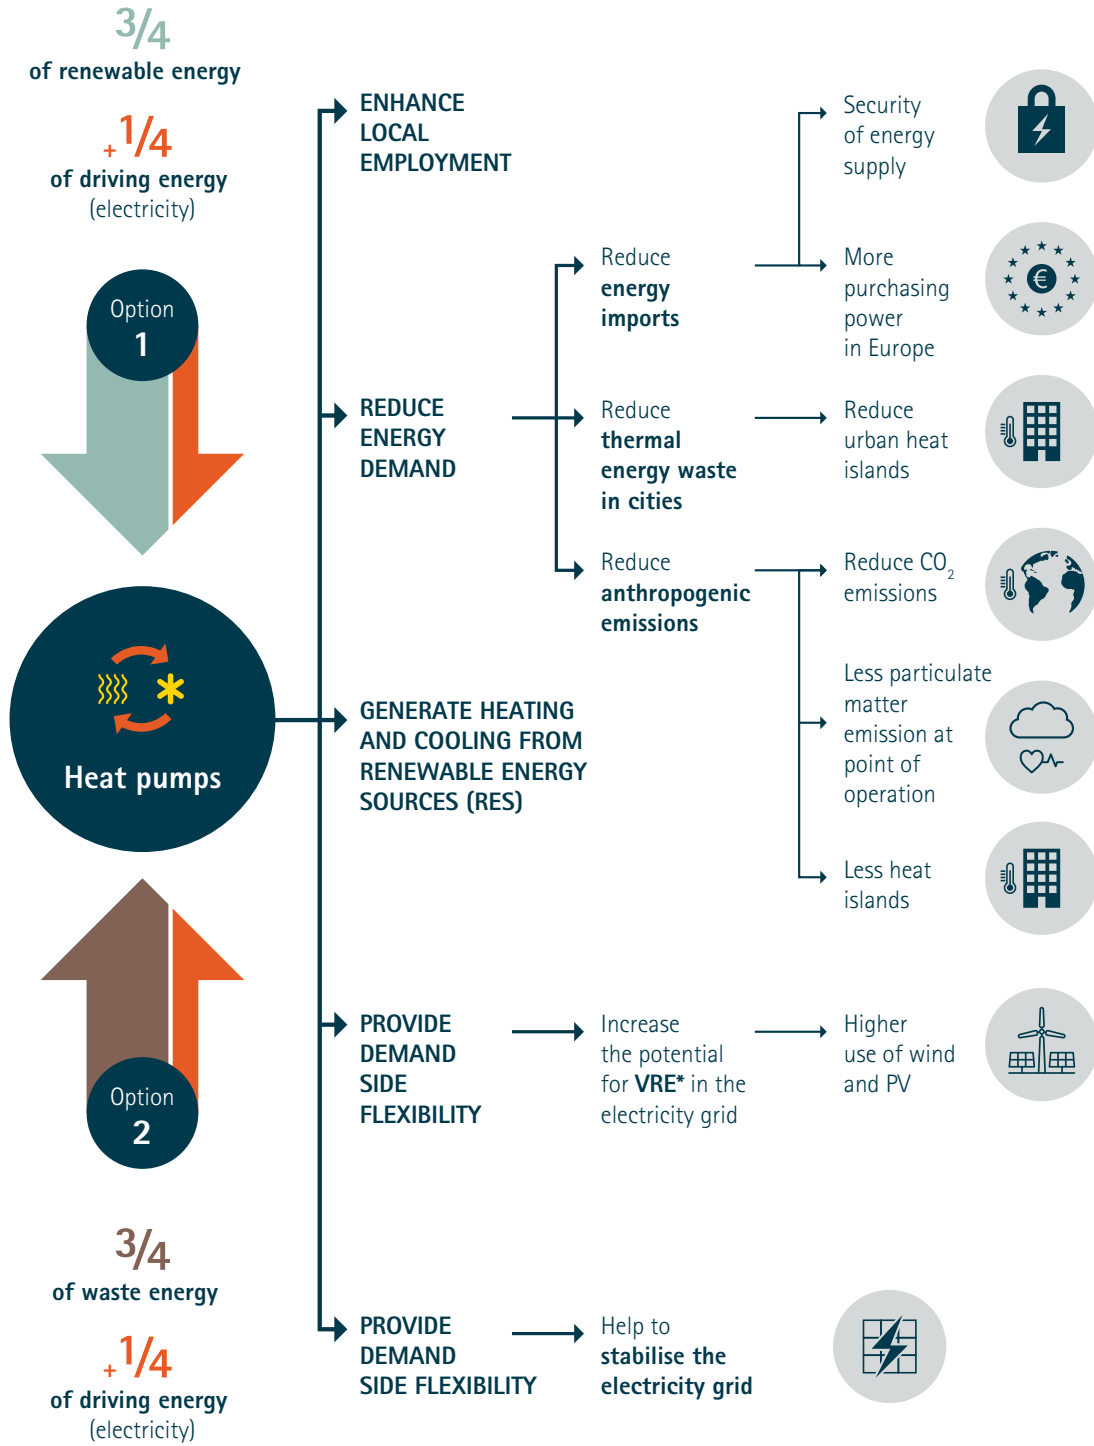 3/4
of renewable energy
+1/4
of driving energy
(electricity)
Option
1
Heat pumps
Option
2
3/4
of waste energy
+1/4
of driving energy
(electricity)
ENHANCE
LOCAL
EMPLOYMENT
REDUCE
ENERGY
DEMAND
GENERATE HEATING
AND COOLING FROM
RENEWABLE ENERGY
SOURCES (RES)
PROVIDE
DEMAND
SIDE
FLEXIBILITY
PROVIDE
DEMAND
SIDE FLEXIBILITY
Reduce
energy
imports
Reduce
thermal
energy waste
in cities
Reduce
anthropogenic
emissions
Increase
the potential
for VRE* in the
electricity grid
Help to
stabilise the
electricity grid
Security
of energy
supply
More
purchasing
power
in Europe
€
Reduce
urban heat
islands
Reduce CO₂
emissions
Less particulate
matter
emission at
point of
operation
Less heat
islands
Higher
use of wind
and PV